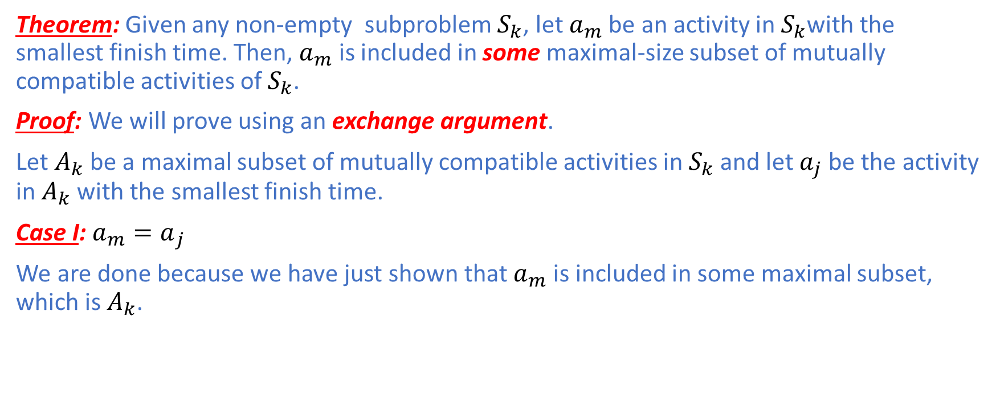 Theorem: Given any non-empty subproblem $S_k$, let $a_m$ be an activity in $S_k$with the
smallest finish time. Then, $a_m$ is included in some maximal-size subset of mutually
compatible activities of $S_k$.
Proof: We will prove using an exchange argument.
Let $A_k$ be a maximal subset of mutually compatible activities in $S_k$ and let $a_j$ be the activity
in $A_k$ with the smallest finish time.
Case I: $a_m = a_j$
We are done because we have just shown that $a_m$ is included in some maximal subset,
which is $A_k$.